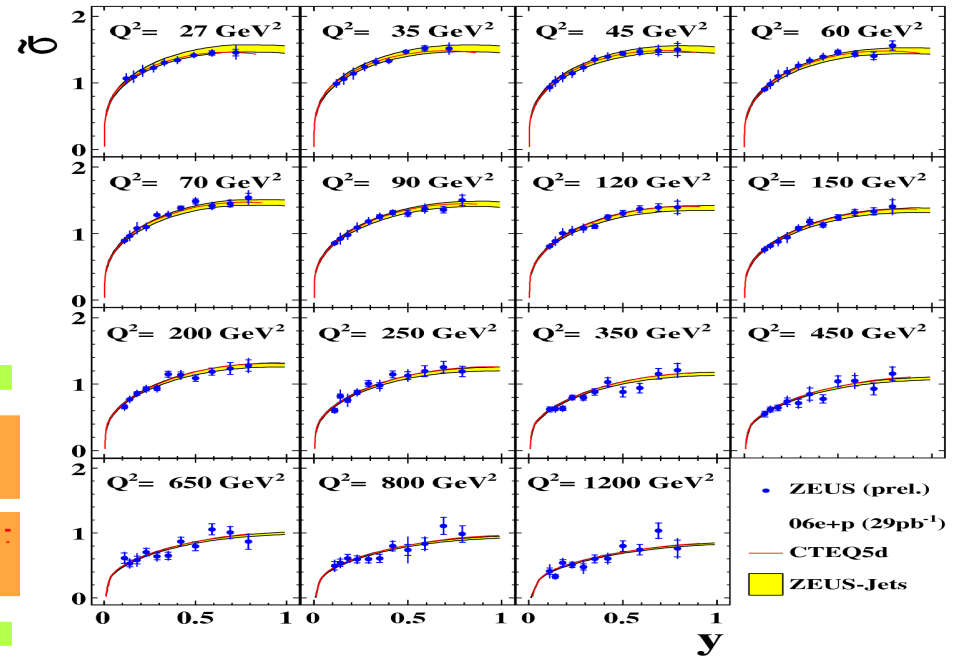 σ̃
Q²= 27 GeV² Q²= 35 GeV² Q²= 45 GeV² Q²= 60 GeV²
2
1
0
Q²= 70 GeV² Q²= 90 GeV² Q²= 120 GeV² Q²= 150 GeV²
2
1
0
Q²= 200 GeV² Q²= 250 GeV² Q²= 350 GeV² Q²= 450 GeV²
2
1
0
Q²= 650 GeV² Q²= 800 GeV² Q²= 1200 GeV²
2
1
0
ZEUS (prel.)
06e+p (29pb⁻¹)
CTEQ5d
ZEUS-Jets
0 0.5 1 0 0.5 1 0 0.5 1
y